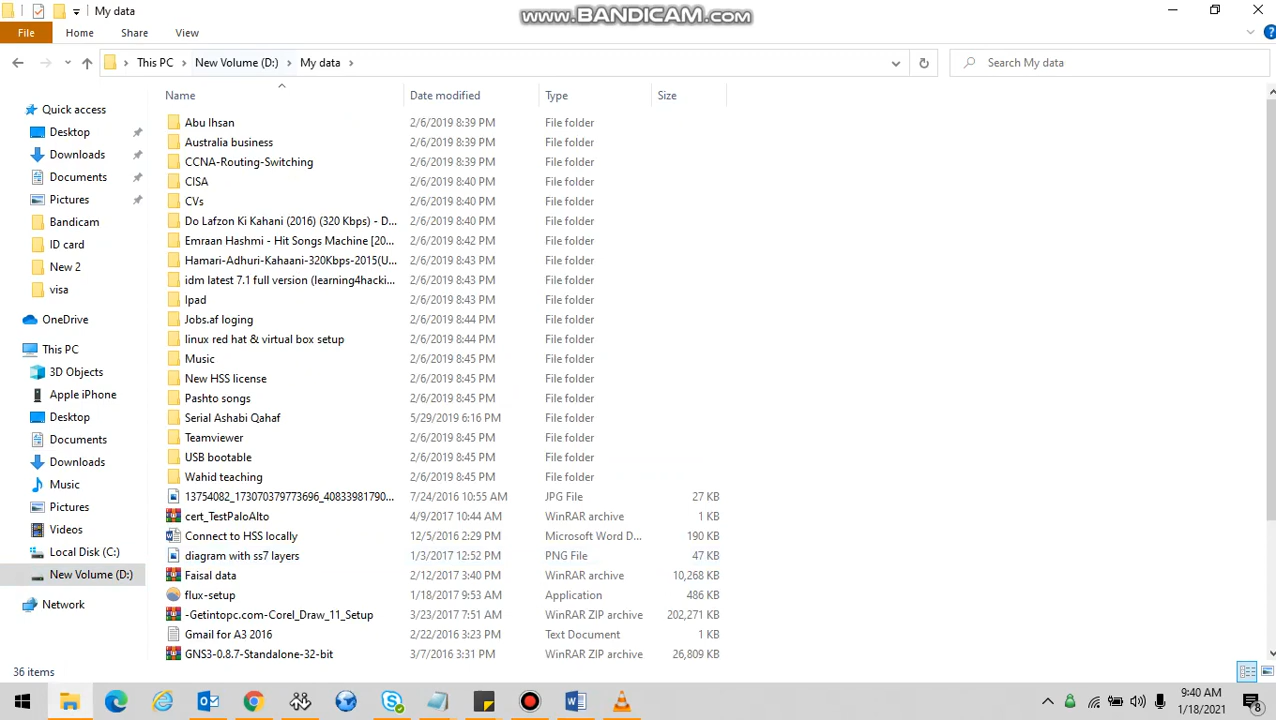 My data
www.BANDICAM.com
File Home Share View
This PC New Volume (D:) My data
Search My data
Name Date modified Type Size
Quick access
Desktop
Downloads
Documents
Pictures
Bandicam
ID card
New 2
visa
OneDrive
This PC
3D Objects
Apple iPhone
Desktop
Documents
Downloads
Music
Pictures
Videos
Local Disk (C:)
New Volume (D:)
Network
Abu Ihsan 2/6/2019 8:39 PM File folder
Australia business 2/6/2019 8:39 PM File folder
CCNA-Routing-Switching 2/6/2019 8:39 PM File folder
CISA 2/6/2019 8:40 PM File folder
CVs 2/6/2019 8:40 PM File folder
Do Lafzon Ki Kahani (2016) (320 Kbps) - D... 2/6/2019 8:40 PM File folder
Emraan Hashmi - Hit Songs Machine [20... 2/6/2019 8:42 PM File folder
Hamari-Adhuri-Kahaani-320Kbps-2015(U... 2/6/2019 8:43 PM File folder
idm latest 7.1 full version (learning4hacki... 2/6/2019 8:43 PM File folder
Ipad 2/6/2019 8:43 PM File folder
Jobs.af loging 2/6/2019 8:44 PM File folder
linux red hat & virtual box setup 2/6/2019 8:44 PM File folder
Music 2/6/2019 8:45 PM File folder
New HSS license 2/6/2019 8:45 PM File folder
Pashto songs 2/6/2019 8:45 PM File folder
Serial Ashabi Qahaf 5/29/2019 6:16 PM File folder
Teamviewer 2/6/2019 8:45 PM File folder
USB bootable 2/6/2019 8:45 PM File folder
Wahid teaching 2/6/2019 8:45 PM File folder
13754082_173070379773696_40833981790... 7/24/2016 10:55 AM JPG File 27 KB
cert_TestPaloAlto 4/9/2017 10:44 AM WinRAR archive 1 KB
Connect to HSS locally 12/5/2016 2:29 PM Microsoft Word D... 190 KB
diagram with ss7 layers 1/3/2017 12:52 PM PNG File 47 KB
Faisal data 2/12/2017 3:40 PM WinRAR archive 10,268 KB
flux-setup 1/18/2017 9:53 AM Application 486 KB
-Getintopc.com-Corel_Draw_11_Setup 3/23/2017 7:51 AM WinRAR ZIP archive 202,271 KB
Gmail for A3 2016 2/22/2016 3:23 PM Text Document 1 KB
GNS3-0.8.7-Standalone-32-bit 3/7/2016 3:31 PM WinRAR ZIP archive 26,809 KB
36 items
9:40 AM
1/18/2021
8